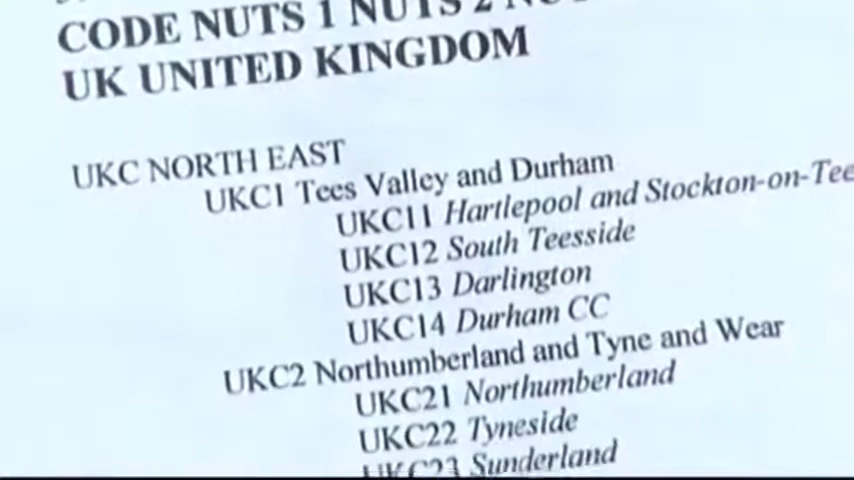 CODE NUTS 1 NUTS 2
UK UNITED KINGDOM
UKC NORTH EAST
UKC1 Tees Valley and Durham
UKC11 Hartlepool and Stockton-on-Tee
UKC12 South Teesside
UKC13 Darlington
UKC14 Durham CC
UKC2 Northumberland and Tyne and Wear
UKC21 Northumberland
UKC22 Tyneside
UKC23 Sunderland